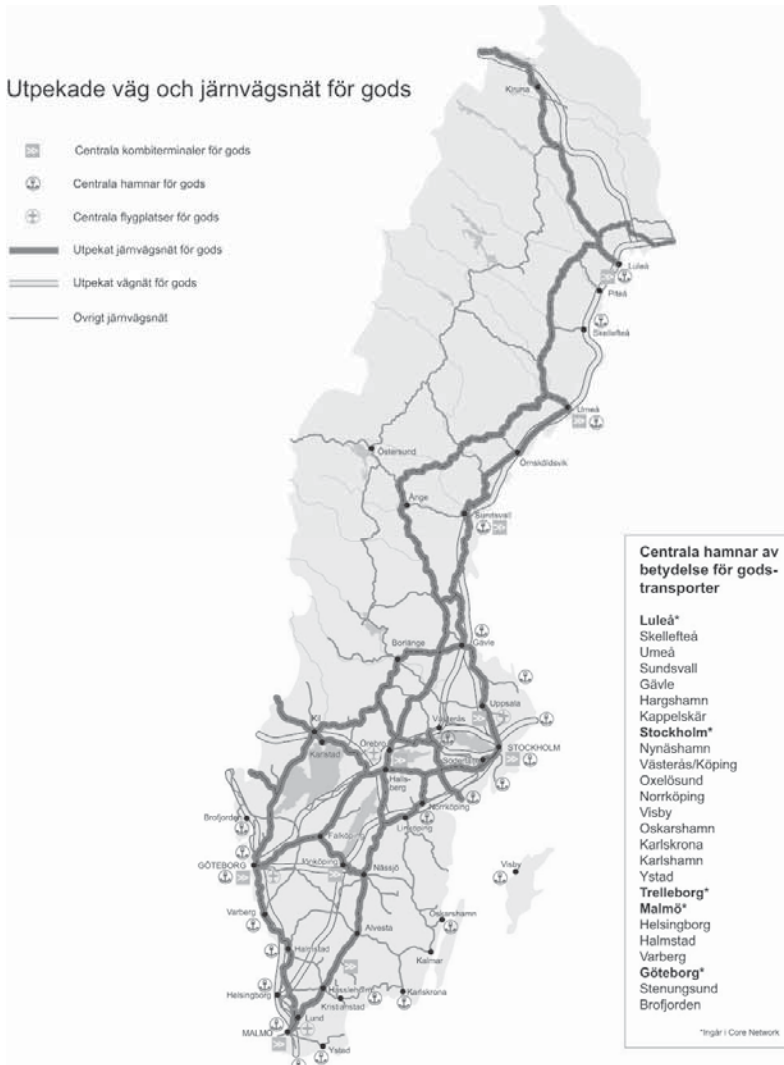 Utpekade väg och järnvägsnät för gods
Centrala kombiterminaler för gods
Centrala hamnar för gods
Centrala flygplatser för gods
Utpekat järnvägsnät för gods
Utpekat vägnät för gods
Övrigt järnvägsnät
Kiruna
Luleå
Piteå
Skellefteå
Umeå
Örnsköldsvik
Östersund
Ånge
Sundsvall
Borlänge
Gävle
Uppsala
Västerås
Kil
Karlstad
Örebro
STOCKHOLM
Halls-
berg
Norrköping
Linköping
Brofjorden
Falköping
GÖTEBORG
Jönköping
Nässjö
Visby
Varberg
Alvesta
Oskarshamn
Halmstad
Kalmar
Helsingborg
Hässleholm
Kristianstad
Karlskrona
Lund
MALMÖ
Ystad
Centrala hamnar av
betydelse för gods-
transporter
Luleå*
Skellefteå
Umeå
Sundsvall
Gävle
Hargshamn
Kappelskär
Stockholm*
Nynäshamn
Västerås/Köping
Oxelösund
Norrköping
Visby
Oskarshamn
Karlskrona
Karlshamn
Ystad
Trelleborg*
Malmö*
Helsingborg
Halmstad
Varberg
Göteborg*
Stenungsund
Brofjorden
*Ingår i Core Network